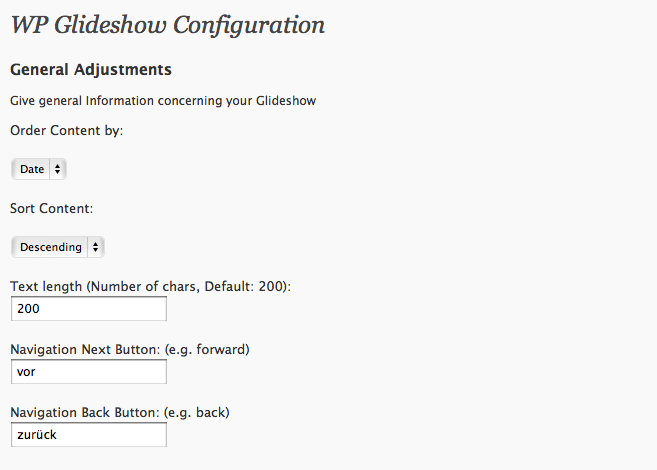 WP Glideshow Configuration
General Adjustments
Give general Information concerning your Glideshow
Order Content by:
Date
Sort Content:
Descending
Text length (Number of chars, Default: 200):
200
Navigation Next Button: (e.g. forward)
vor
Navigation Back Button: (e.g. back)
zurück